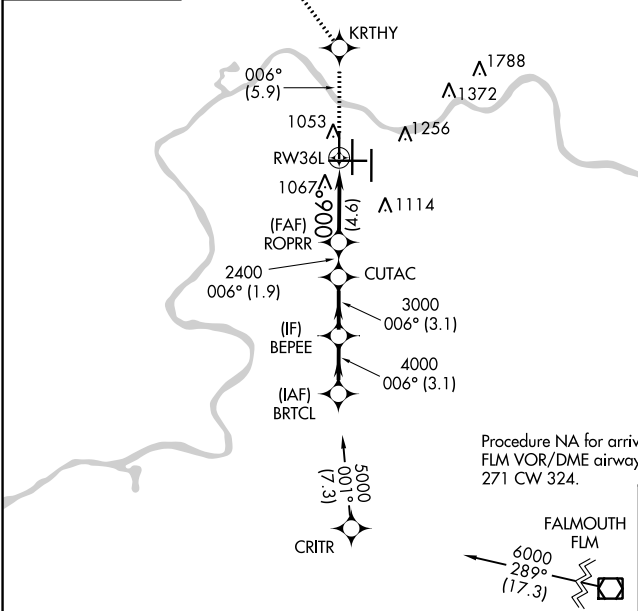 KRTHY
006°
(5.9)
1788
1372
1053
1256
RW36L
1067
1114
006°
(4.6)
(FAF)
ROPRR
2400
006° (1.9)
CUTAC
3000
006° (3.1)
(IF)
BEPEE
4000
006° (3.1)
(IAF)
BRTCL
5000
001°
(7.3)
CRITR
Procedure NA for arriv
FLM VOR/DME airway
271 CW 324.
FALMOUTH
FLM
6000
289°
(17.3)